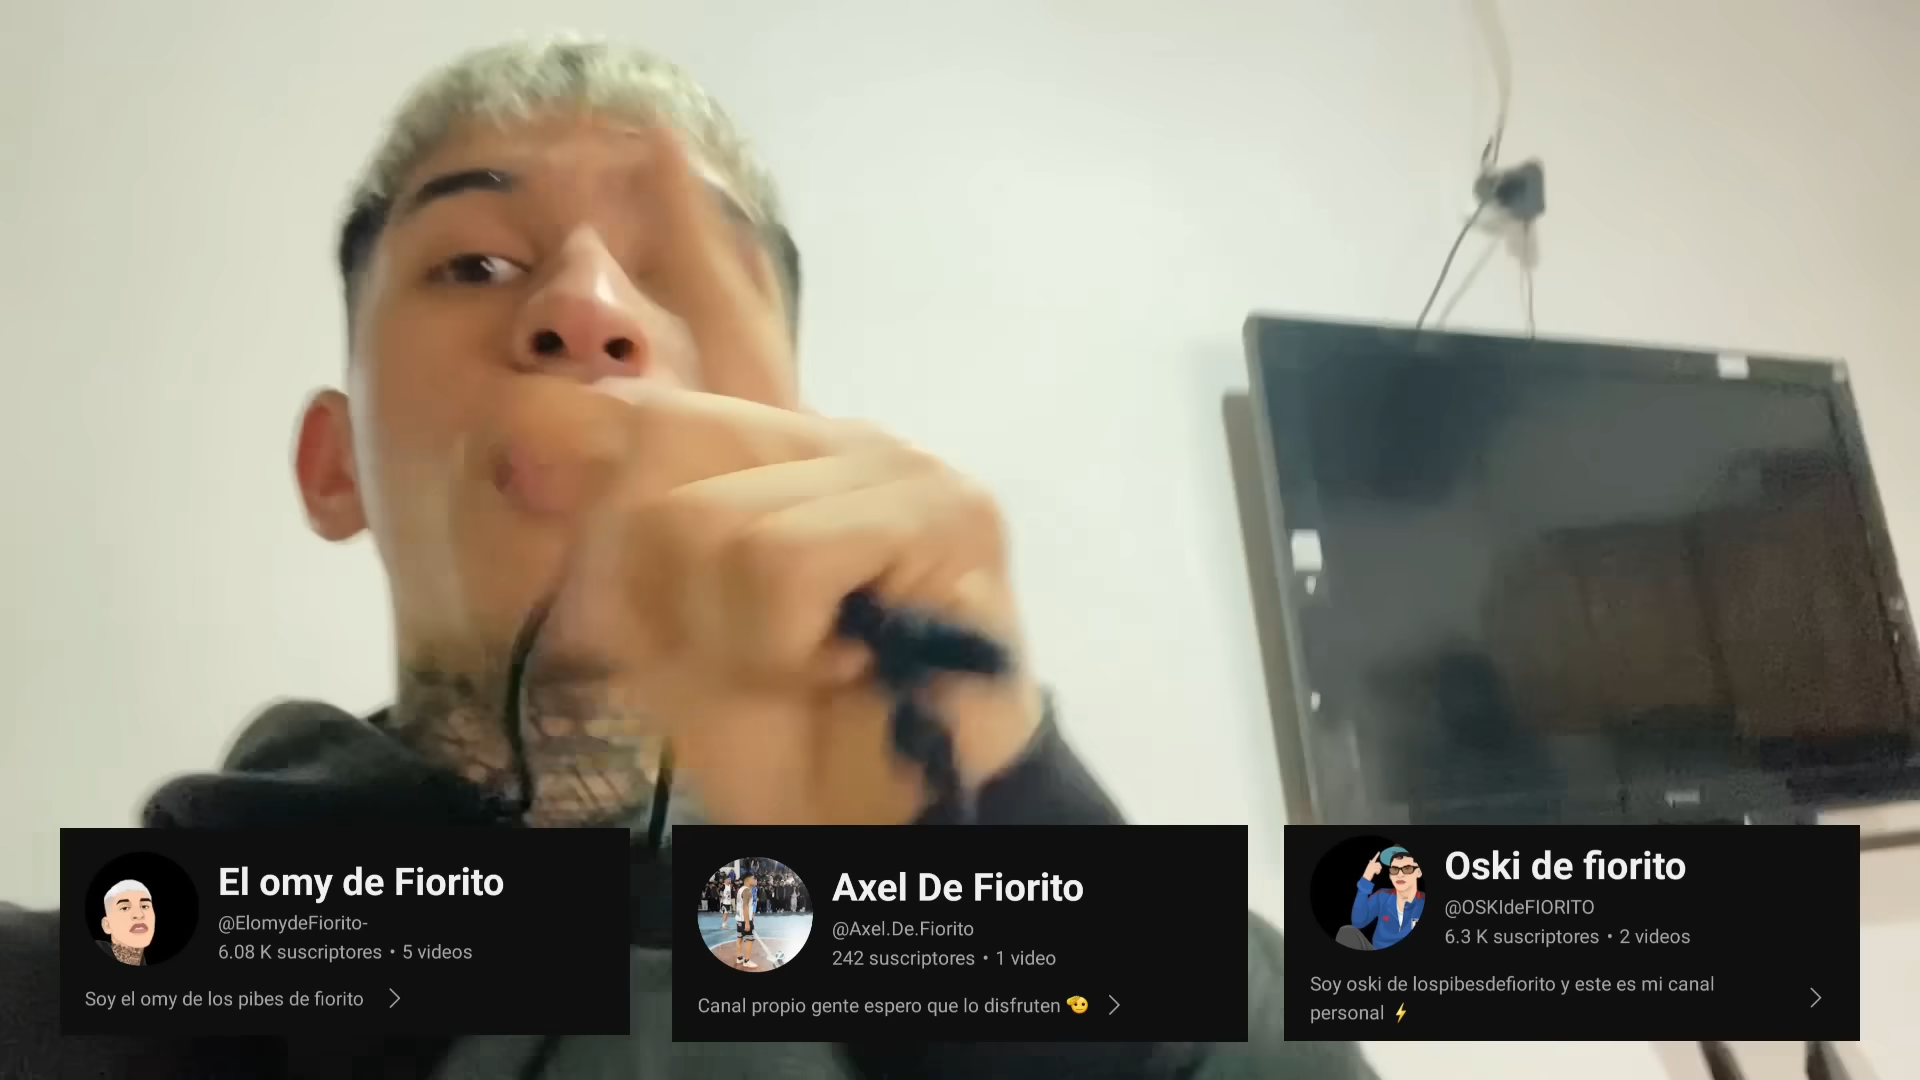 El omy de Fiorito
@ElomydeFiorito-
6.08 K suscriptores • 5 videos
Soy el omy de los pibes de fiorito
Axel De Fiorito
@Axel.De.Fiorito
242 suscriptores • 1 video
Canal propio gente espero que lo disfruten 🫡
Oski de fiorito
@OSKIdeFIORITO
6.3 K suscriptores • 2 videos
Soy oski de lospibesdefiorito y este es mi canal
personal ⚡